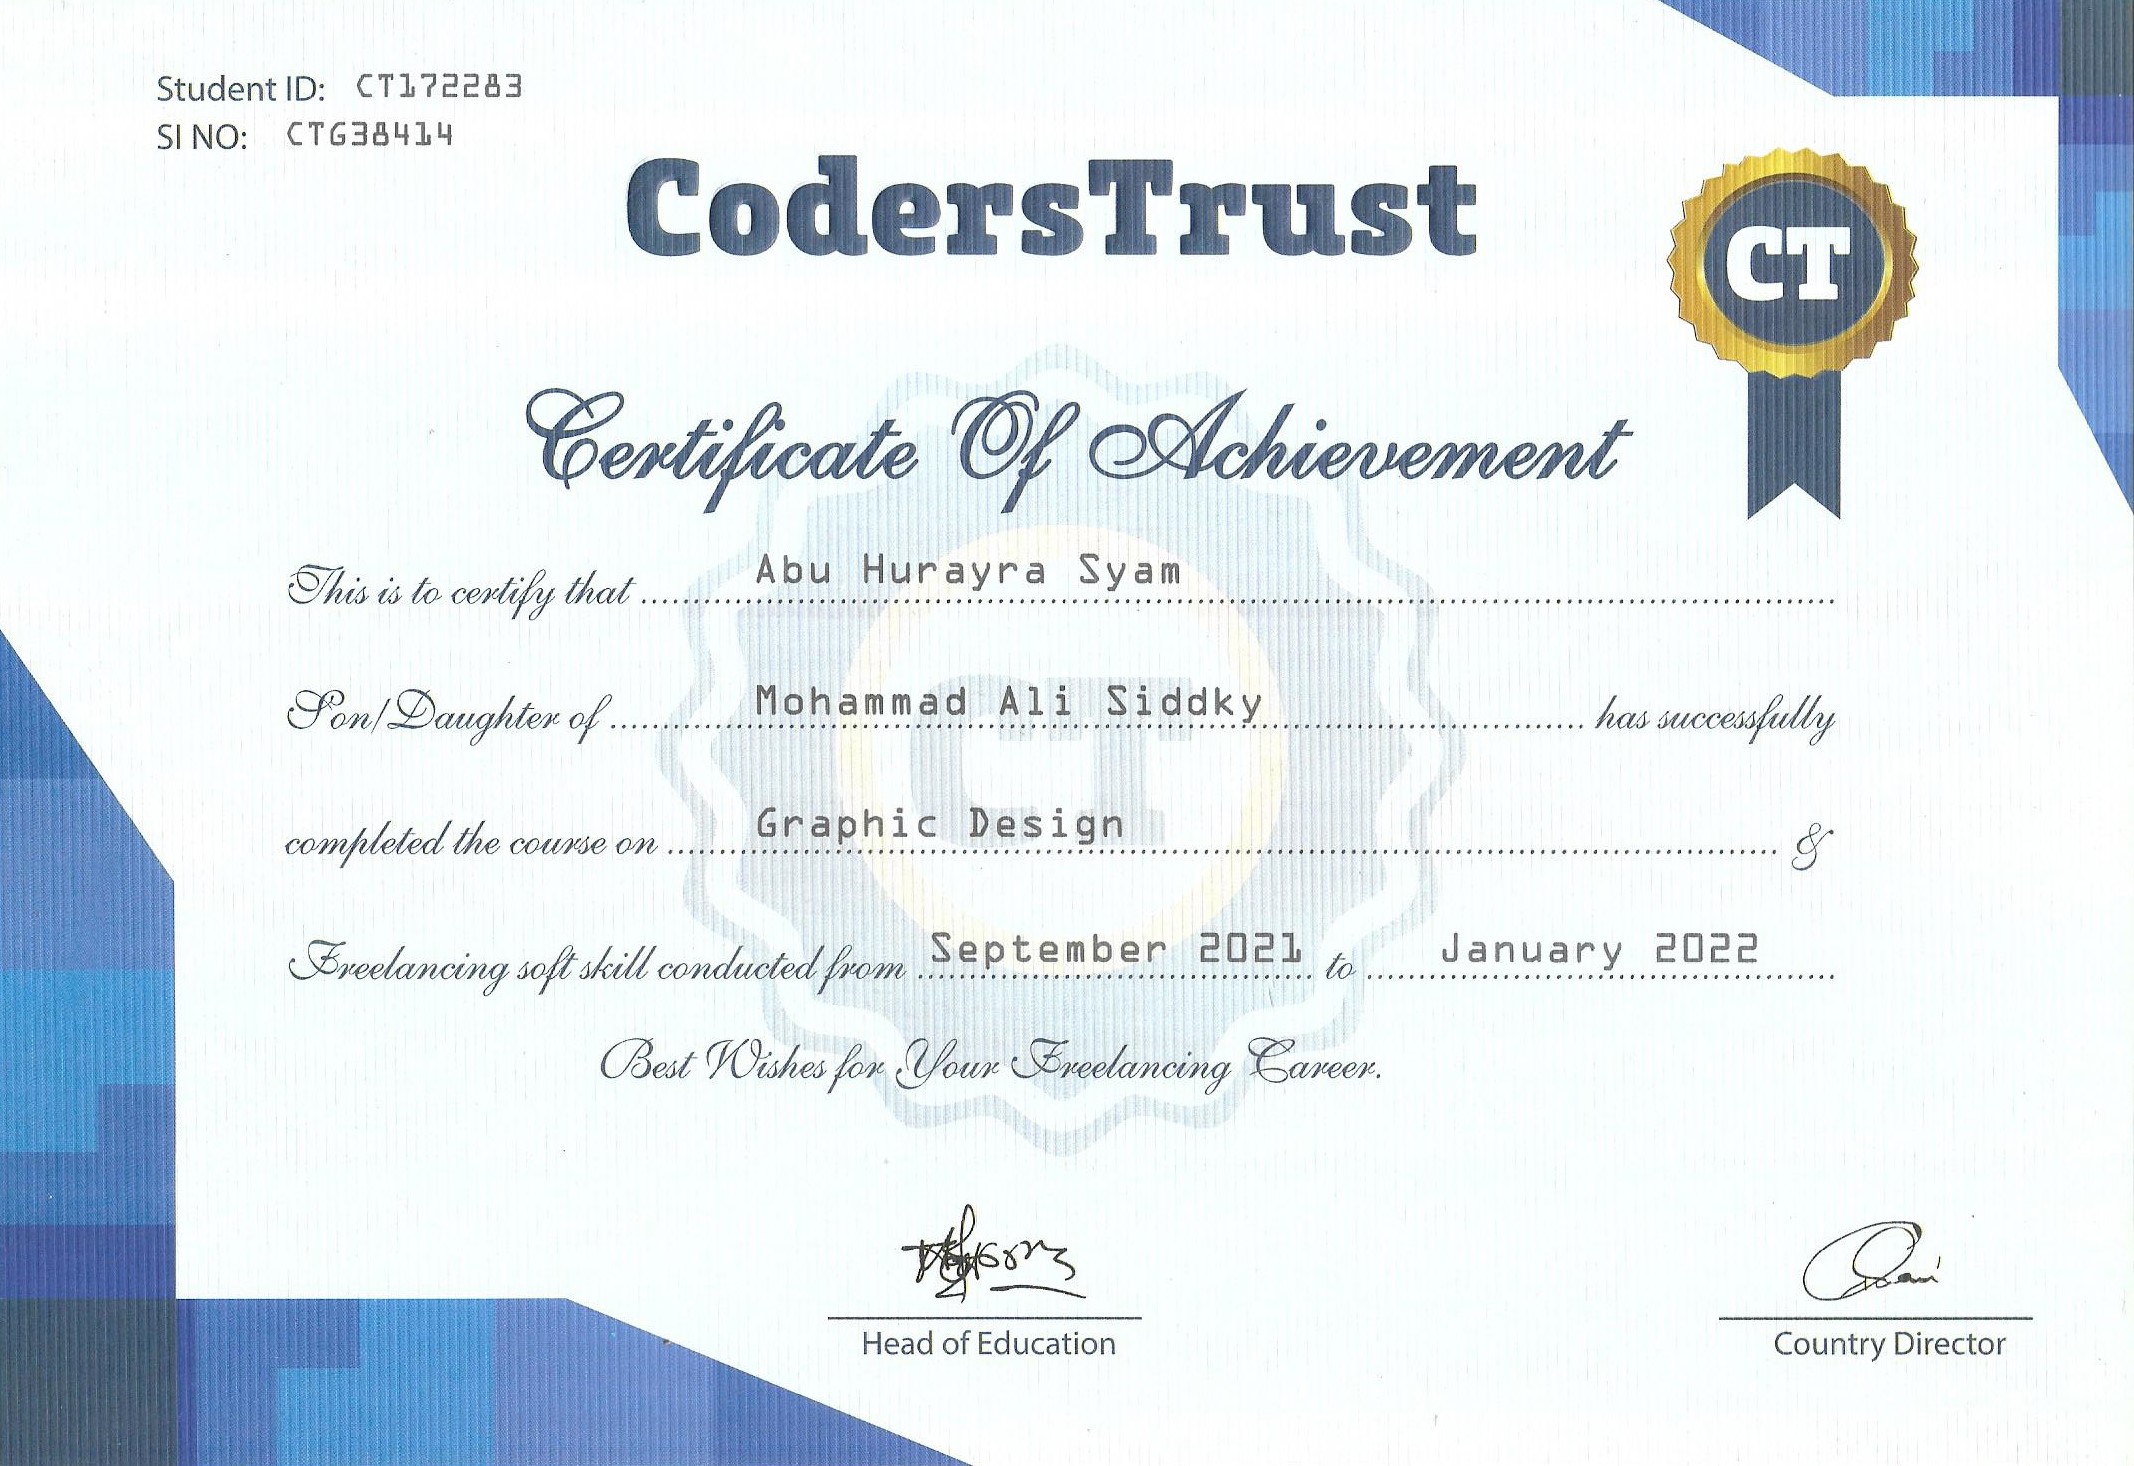 Student ID: CT172283
SI NO: CTG38414
CodersTrust
CT
Certificate Of Achievement
This is to certify that Abu Hurayra Syam
Son/Daughter of Mohammad Ali Siddky has successfully
completed the course on Graphic Design &
Freelancing soft skill conducted from September 2021 to January 2022
Best Wishes for Your Freelancing Career.
Head of Education
Country Director